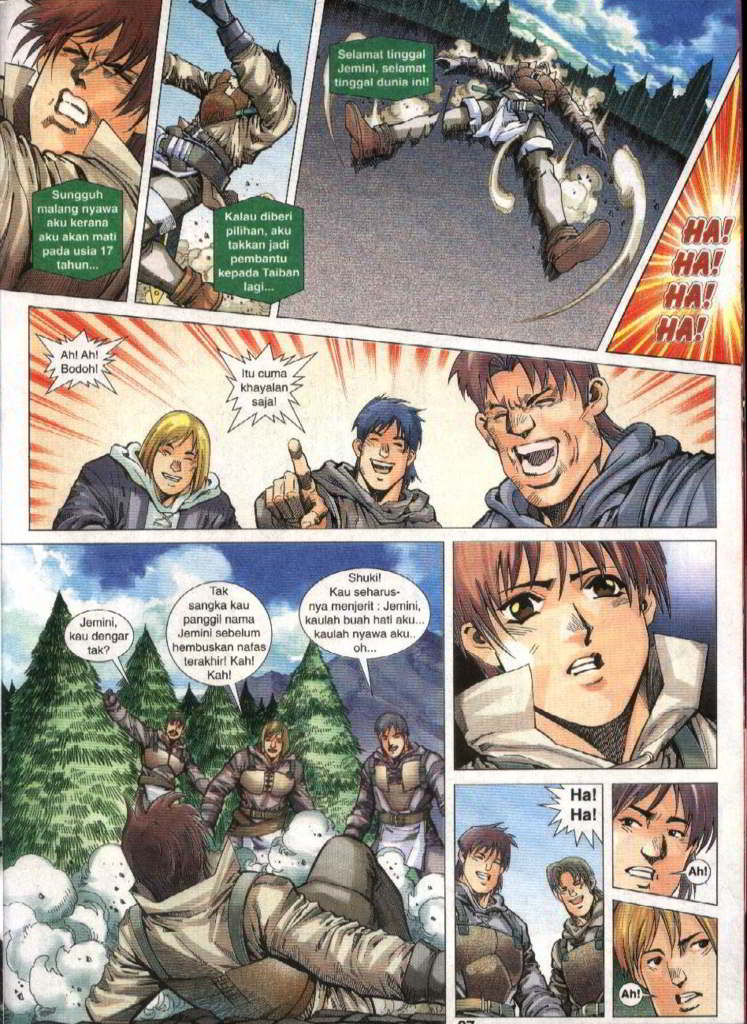 Sungguh
malang nyawa
aku kerana
aku akan mati
pada usia 17
tahun...
Kalau diberi
pilihan, aku
takkan jadi
pembantu
kepada Taiban
lagi...
Selamat tinggal
Jemini, selamat
tinggal dunia ini!
HA!
HA!
HA!
HA!
Ah! Ah!
Bodoh!
Itu cuma
khayalan
saja!
Jemini,
kau dengar
tak?
Tak
sangka kau
panggil nama
Jemini sebelum
hembuskan nafas
terakhir! Kah!
Kah!
Shuki!
Kau seharus-
nya menjerit : Jemini,
kaulah buah hati aku...
kaulah nyawa aku..
oh...
Ha!
Ha!
Ah!
Ah!